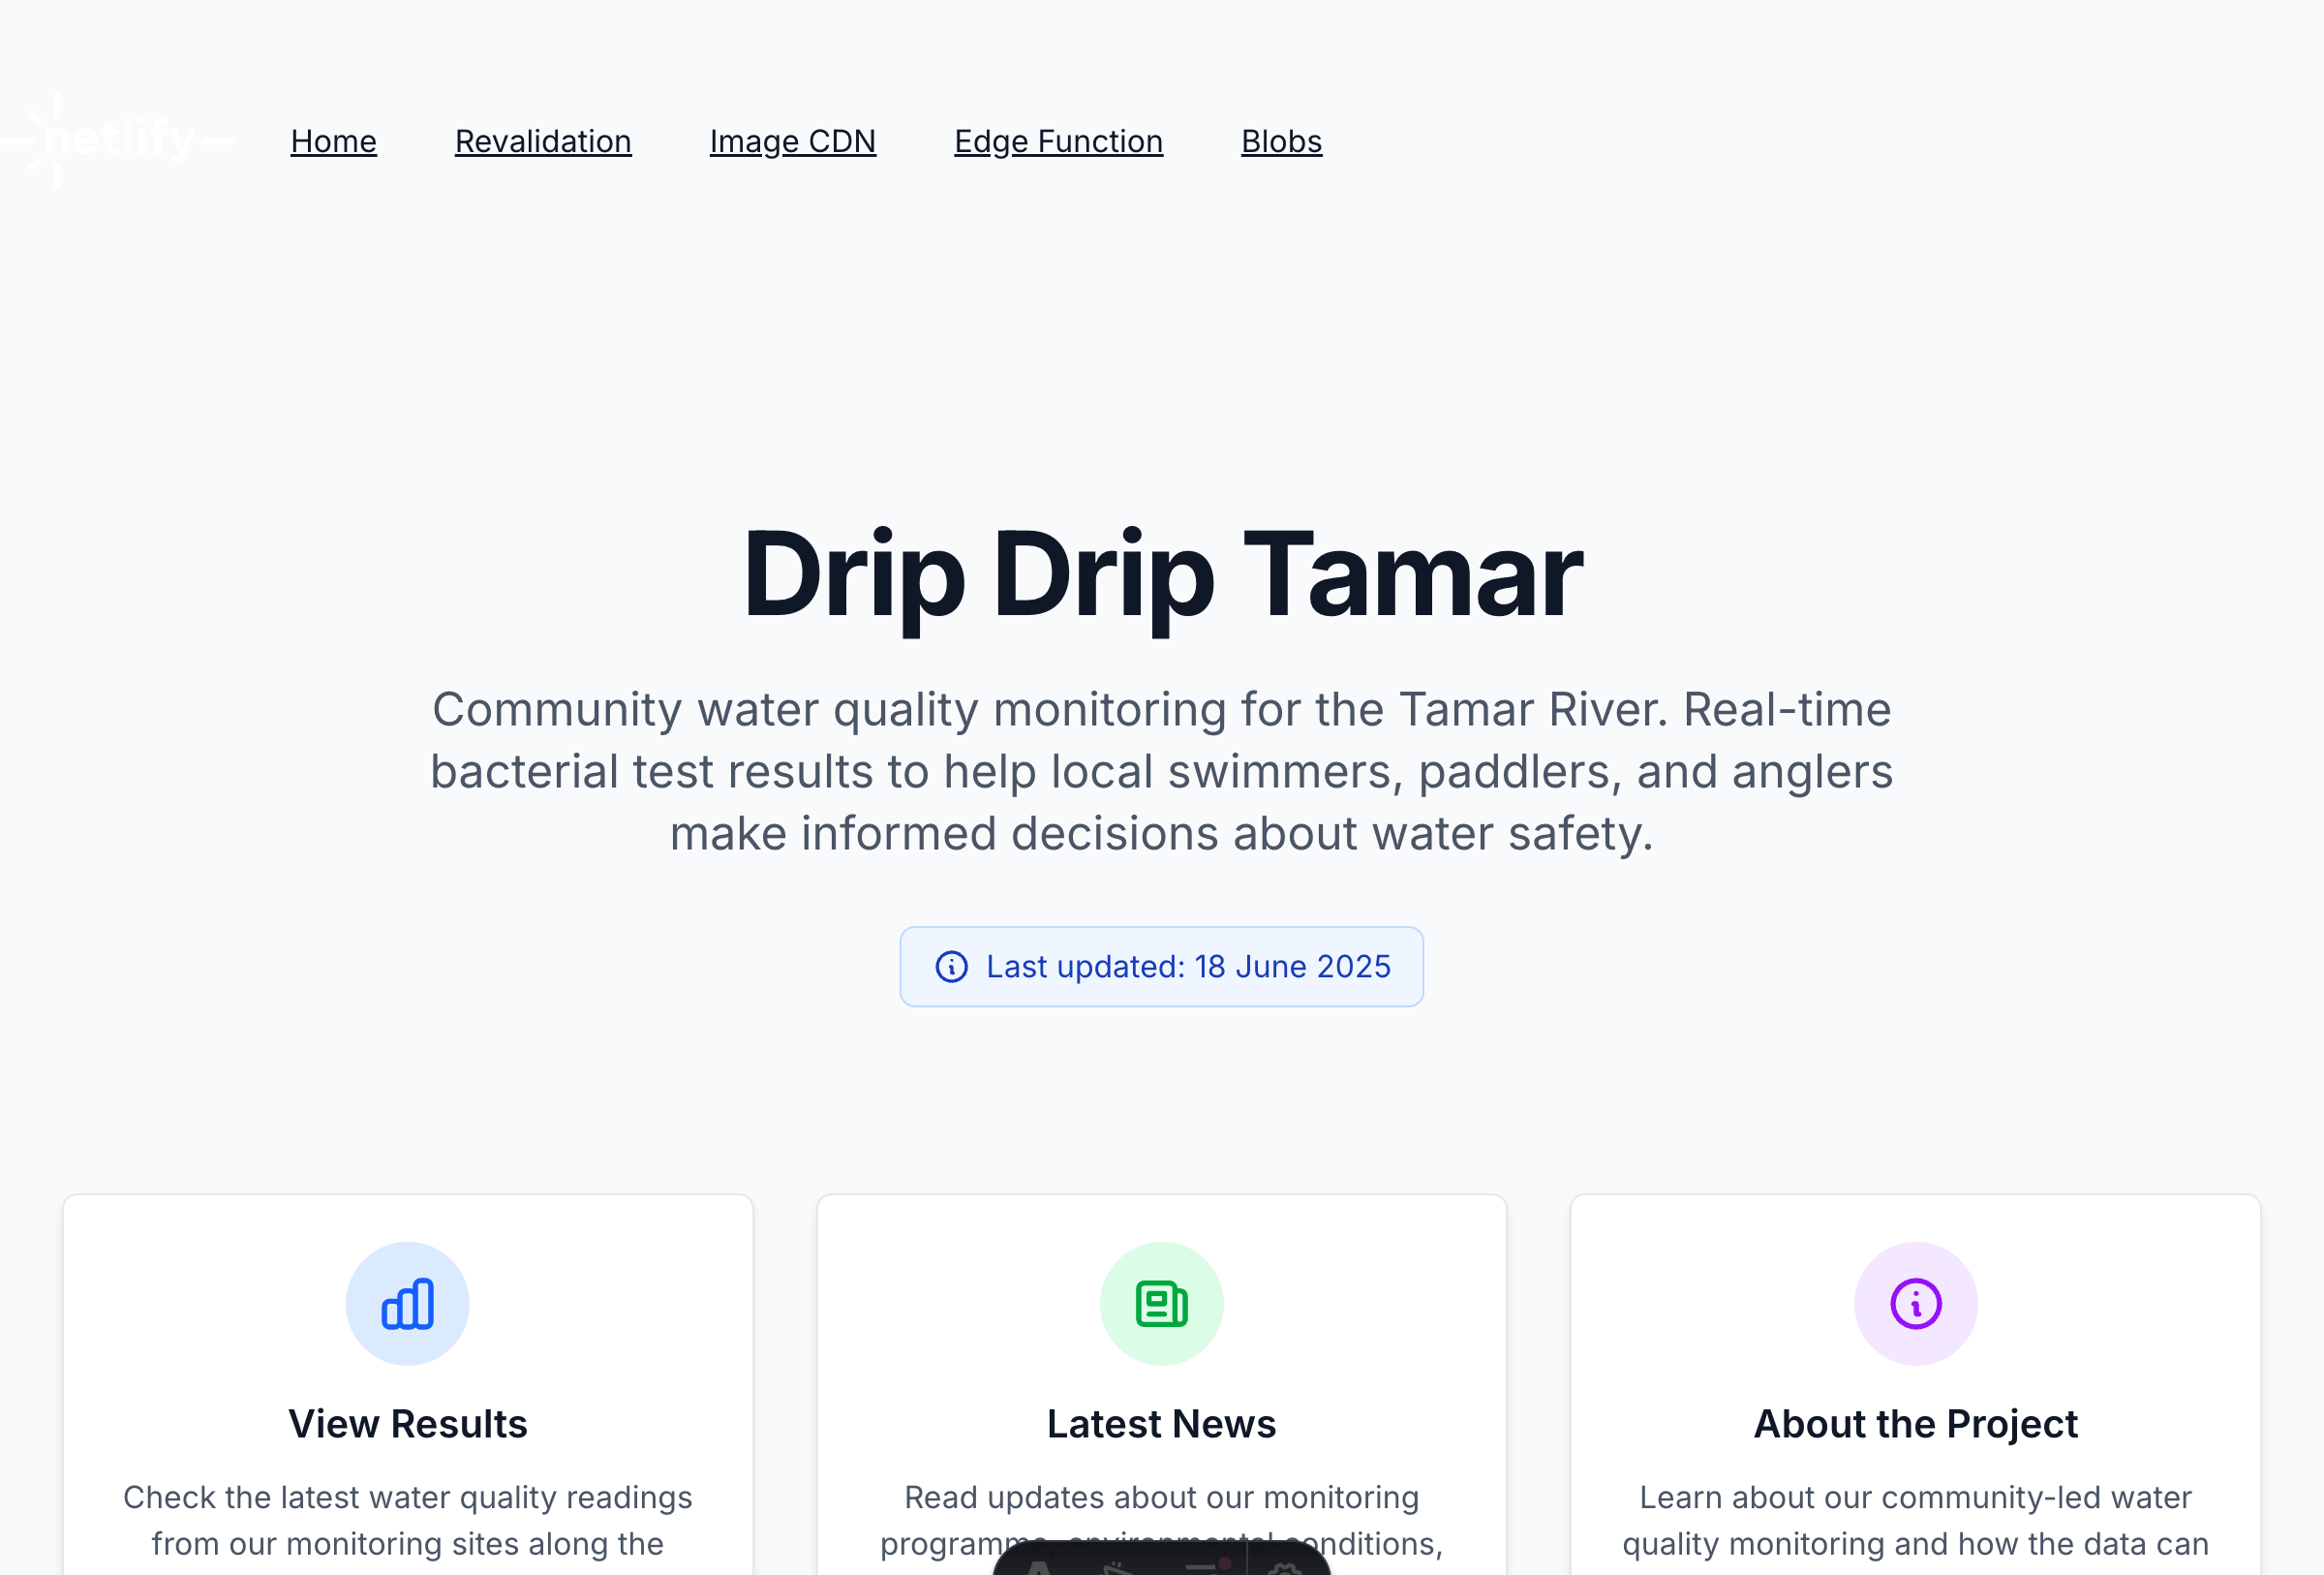 netlify
Home
Revalidation
Image CDN
Edge Function
Blobs
Drip Drip Tamar
Community water quality monitoring for the Tamar River. Real-time
bacterial test results to help local swimmers, paddlers, and anglers
make informed decisions about water safety.
Last updated: 18 June 2025
View Results
Check the latest water quality readings
from our monitoring sites along the
Latest News
Read updates about our monitoring
programme, environmental conditions,
About the Project
Learn about our community-led water
quality monitoring and how the data can